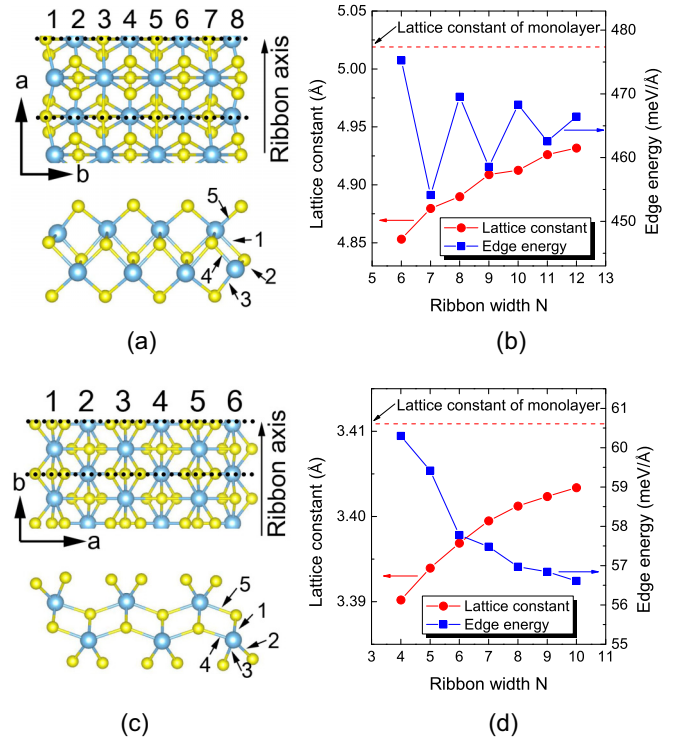 1 2 3 4 5 6 7 8
a
b
Ribbon axis
5
1
4
2
3
(a)
5.05
5.00
4.95
4.90
4.85
Lattice constant (Å)
Lattice constant of monolayer
480
470
460
450
Edge energy (meV/Å)
Lattice constant
Edge energy
5 6 7 8 9 10 11 12 13
Ribbon width N
(b)
1 2 3 4 5 6
b
a
Ribbon axis
5
1
2
4
3
(c)
3.41
3.40
3.39
Lattice constant (Å)
Lattice constant of monolayer
61
60
59
58
57
56
55
Edge energy (meV/Å)
Lattice constant
Edge energy
3 4 5 6 7 8 9 10 11
Ribbon width N
(d)